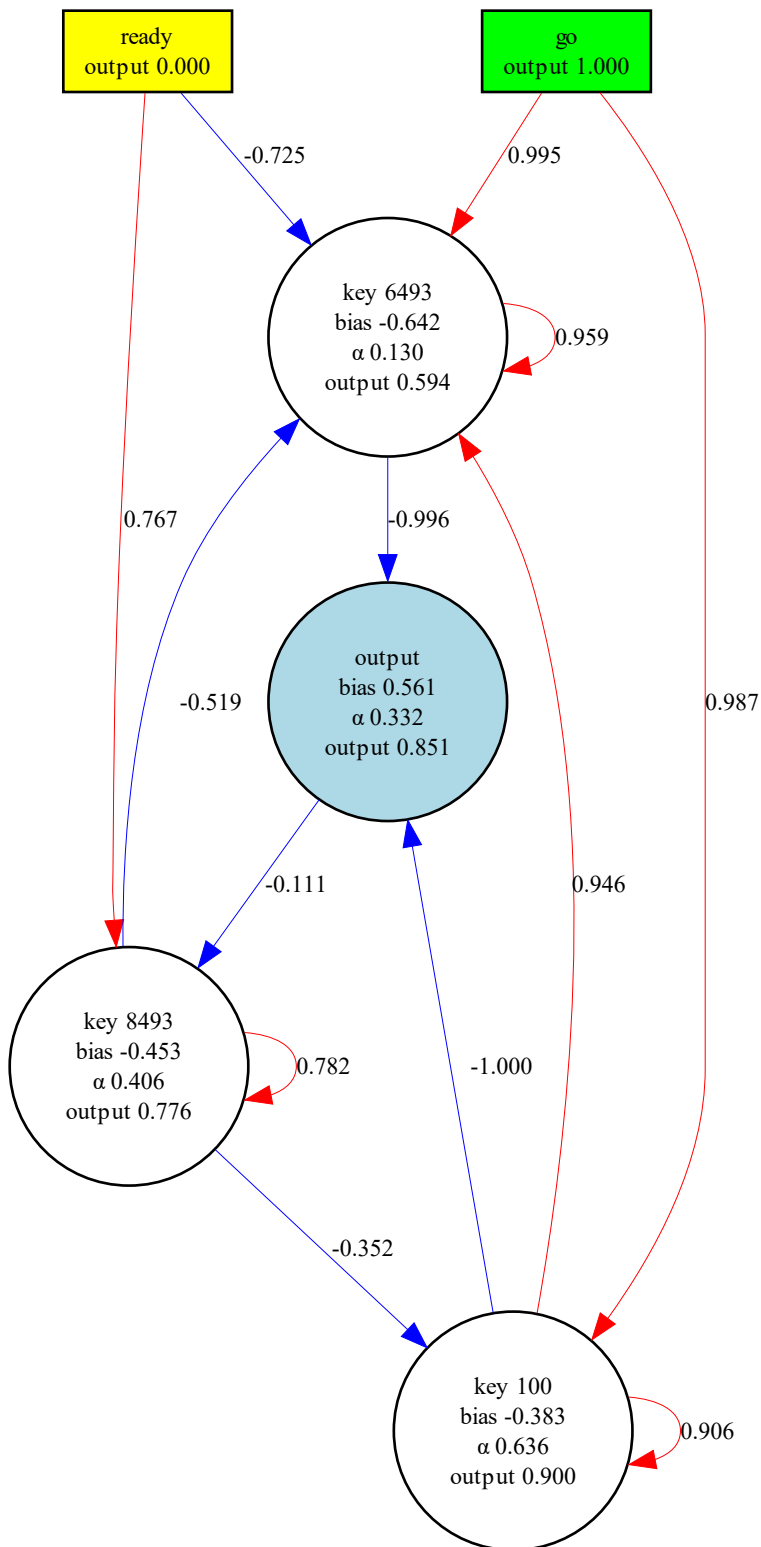 ready
output 0.000
go
output 1.000
-0.725
0.995
key 6493
bias -0.642
α 0.130
output 0.594
0.959
0.767
-0.996
-0.519
output
bias 0.561
α 0.332
output 0.851
0.987
-0.111
0.946
key 8493
bias -0.453
α 0.406
output 0.776
0.782
-1.000
-0.352
key 100
bias -0.383
α 0.636
output 0.900
0.906